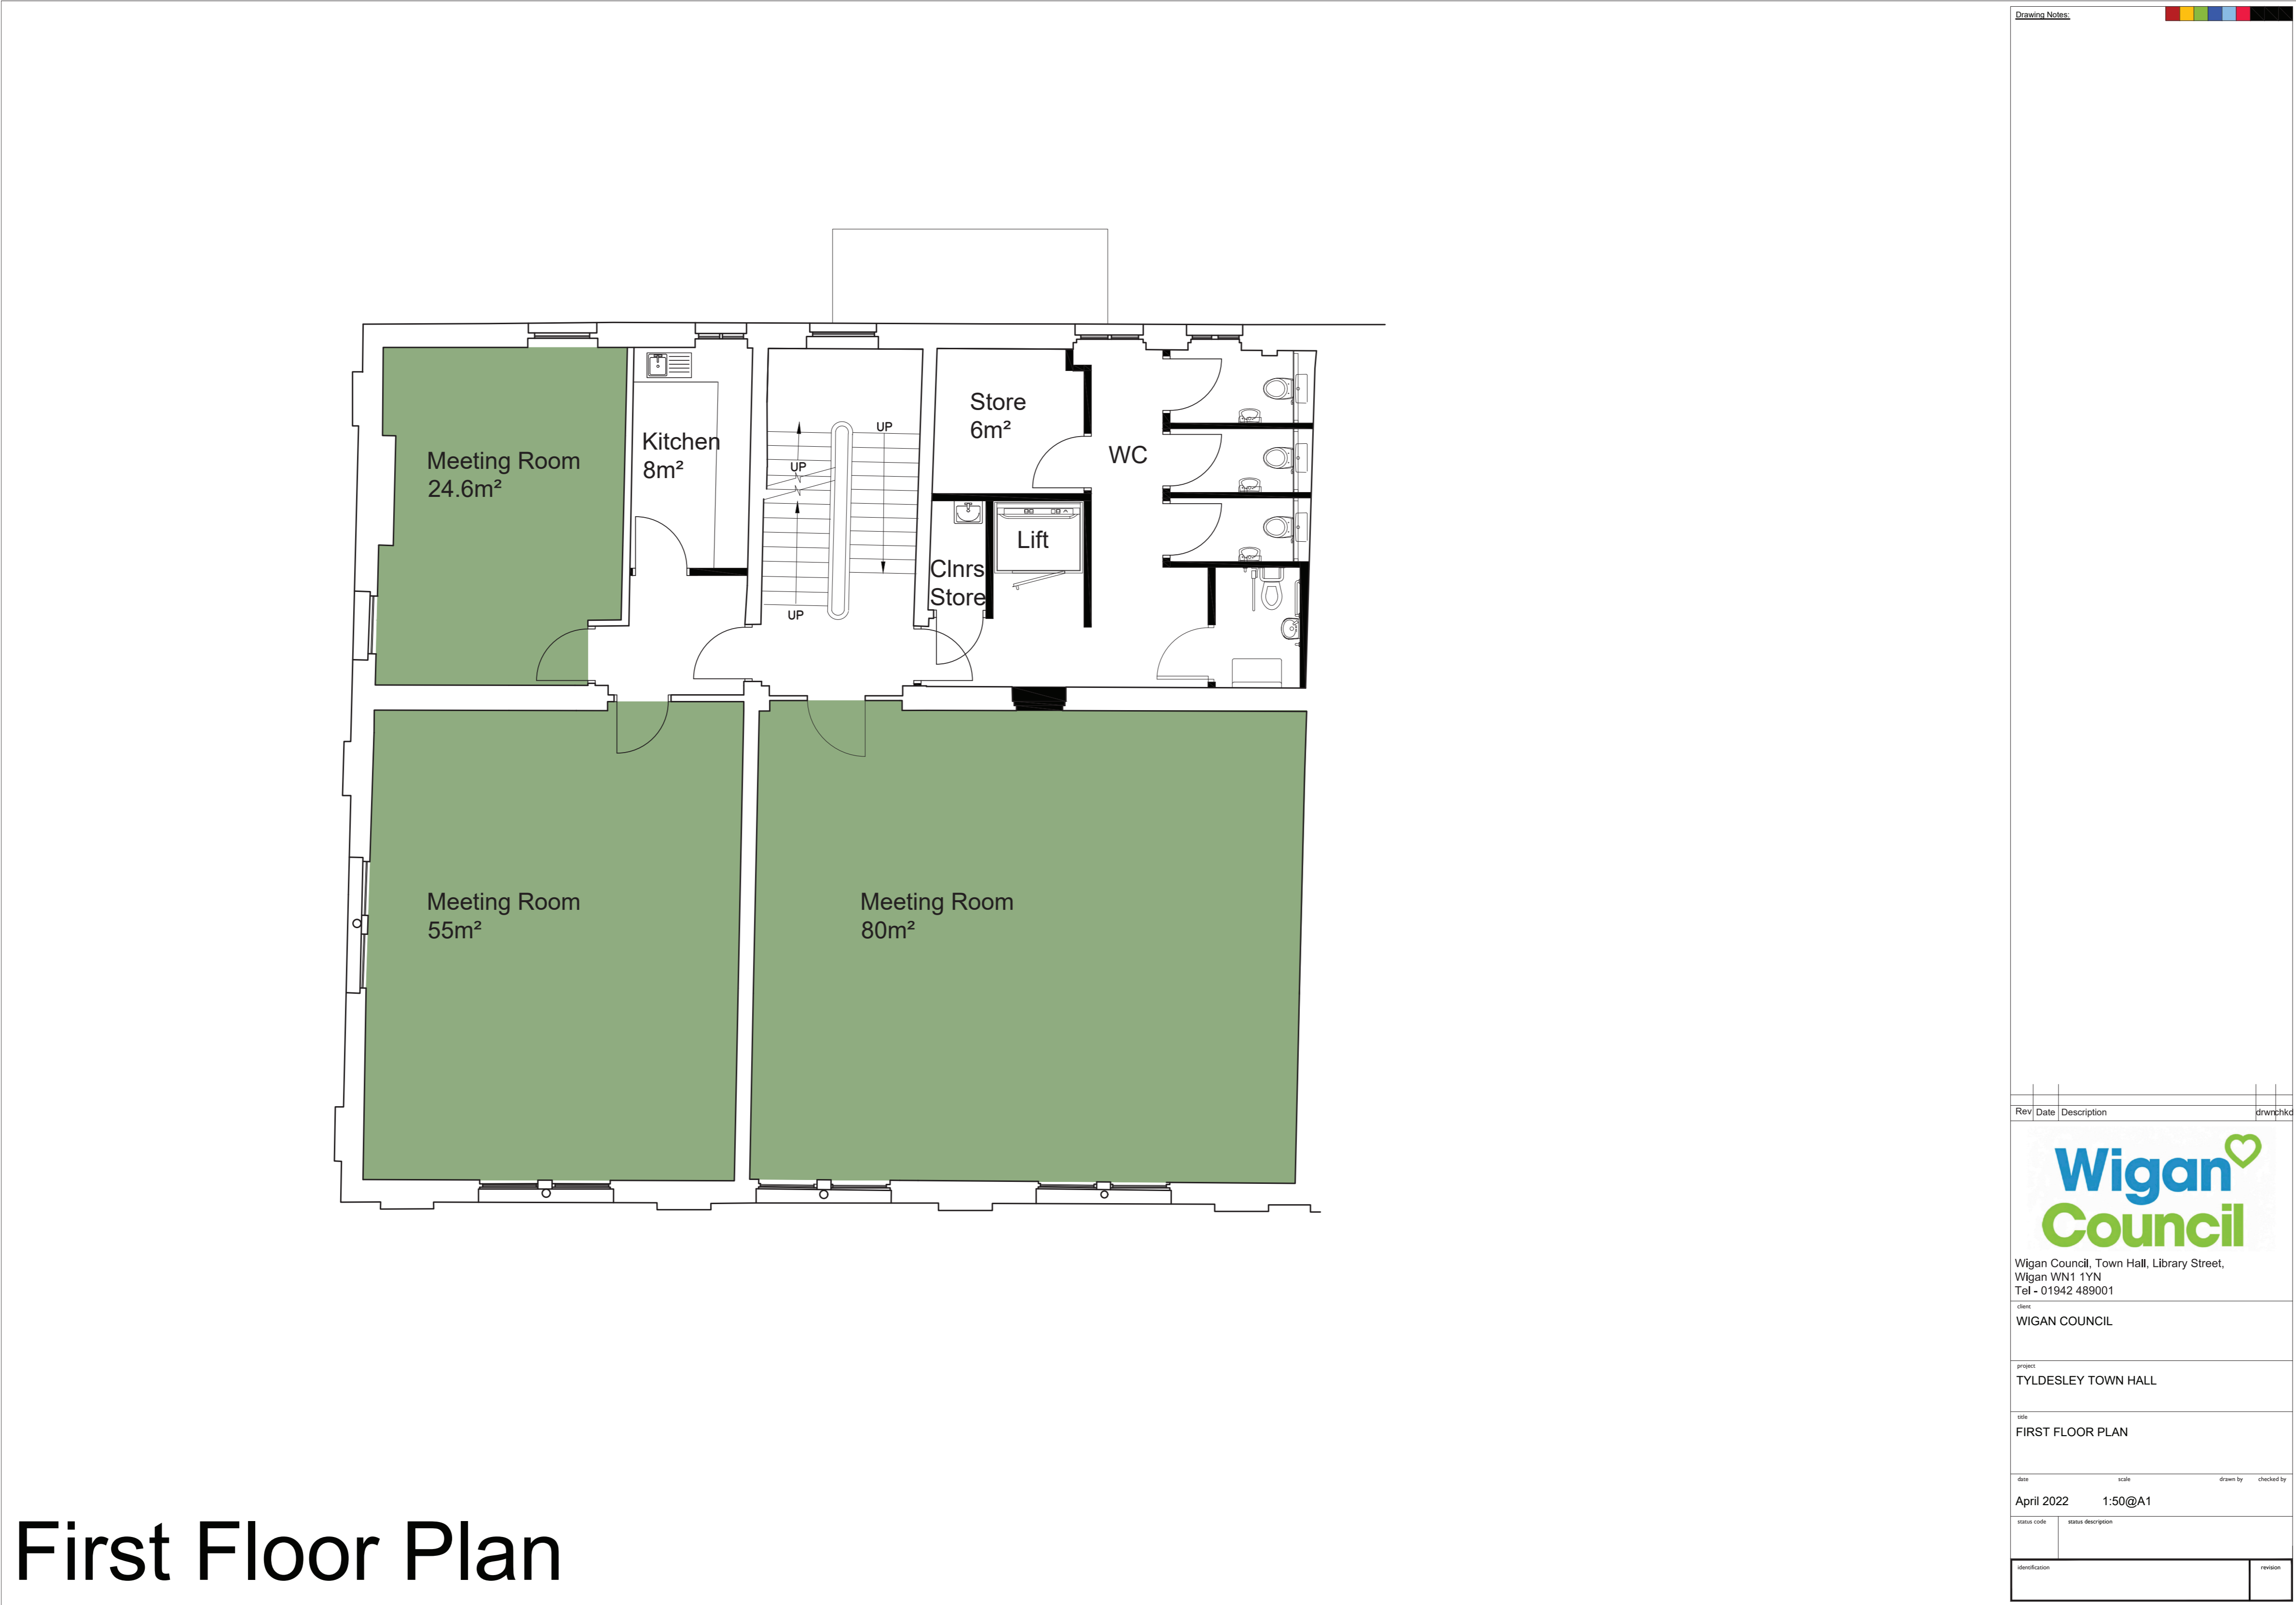 Drawing Notes:
UP
UP
UP
Store
6m²
Kitchen
8m²
WC
Meeting Room
24.6m²
Lift
Clnrs
Store
Meeting Room
55m²
Meeting Room
80m²
First Floor Plan
Rev Date Description drwn chkd
Wigan
Council
Wigan Council, Town Hall, Library Street,
Wigan WN1 1YN
Tel - 01942 489001
client
WIGAN COUNCIL
project
TYLDESLEY TOWN HALL
title
FIRST FLOOR PLAN
date scale drawn by checked by
April 2022 1:50@A1
status code status description
identification revision